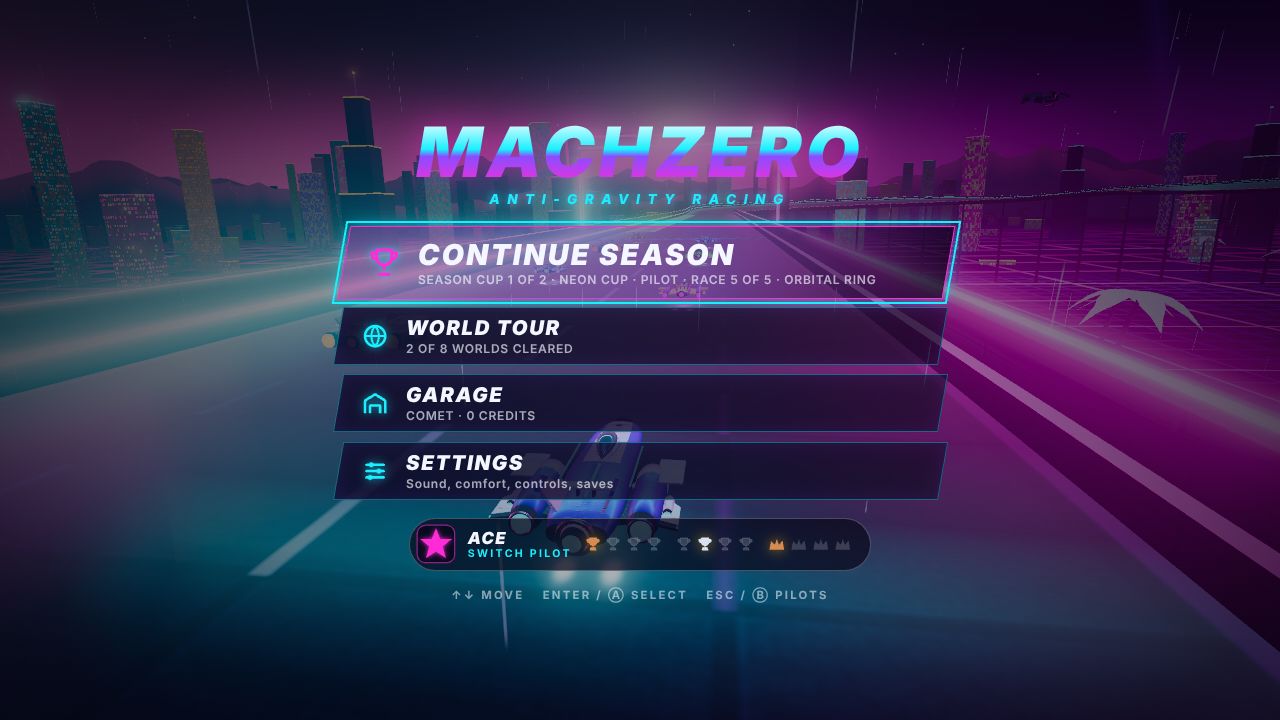 MACHZERO
ANTI-GRAVITY RACING
CONTINUE SEASON
SEASON CUP 1 OF 2 · NEON CUP · PILOT · RACE 5 OF 5 · ORBITAL RING
WORLD TOUR
2 OF 8 WORLDS CLEARED
GARAGE
COMET · 0 CREDITS
SETTINGS
Sound, comfort, controls, saves
ACE
SWITCH PILOT
↑↓ MOVE ENTER / Ⓐ SELECT ESC / Ⓑ PILOTS